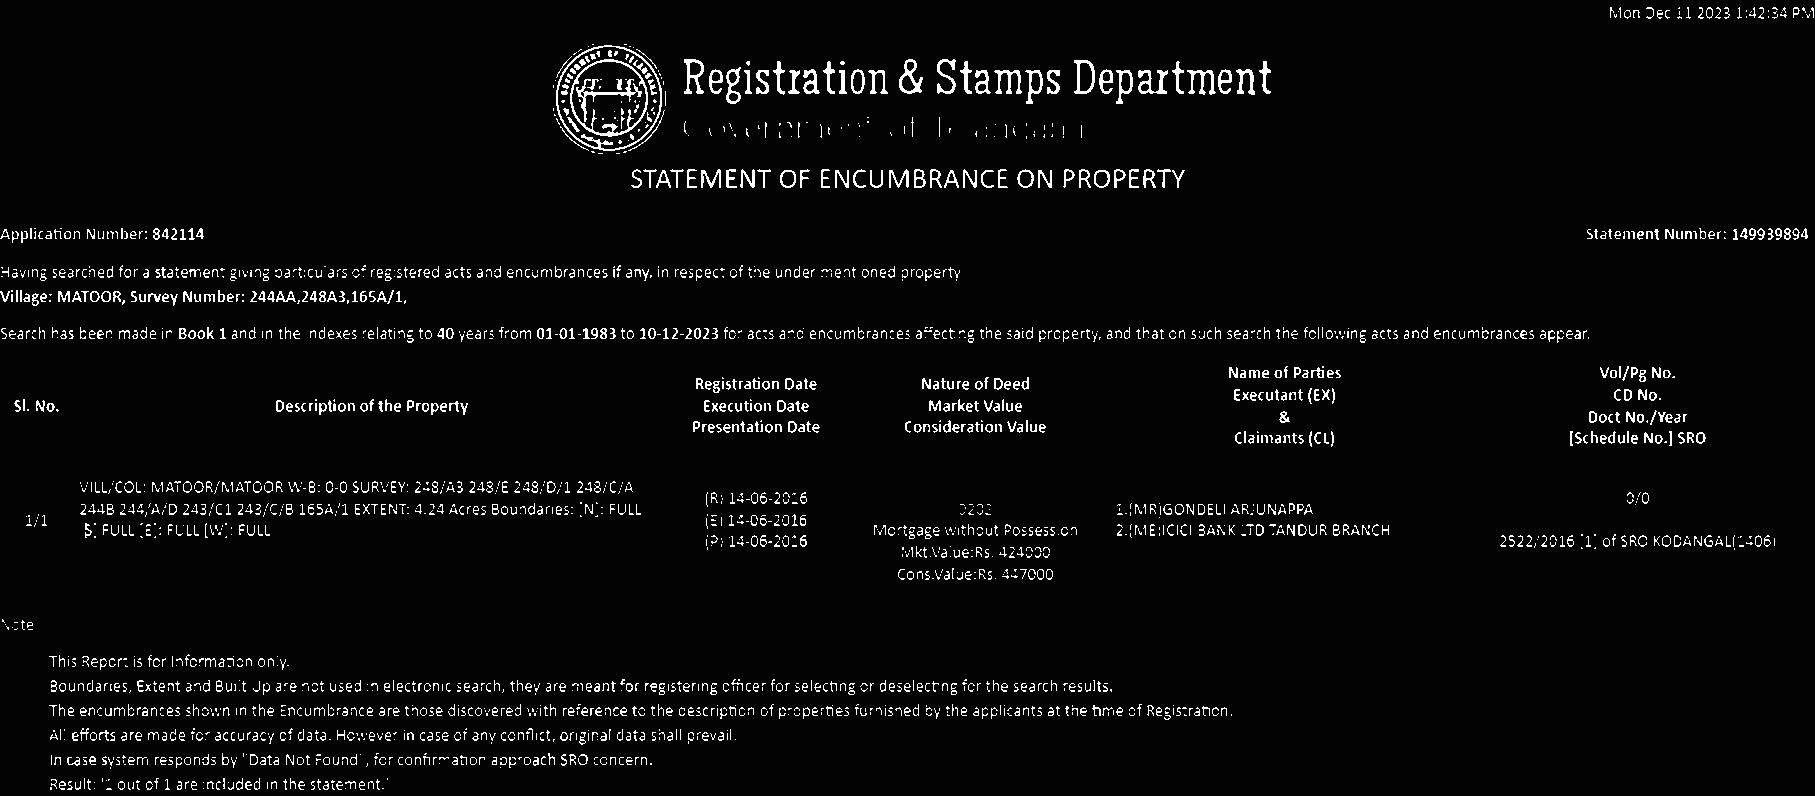 Mon Dec 11 2023 1:42:34 PM
Registration & Stamps Department
Government of Telangana
STATEMENT OF ENCUMBRANCE ON PROPERTY
Application Number: 842114 Statement Number: 149939894
Having searched for a statement giving particulars of registered acts and encumbrances if any, in respect of the under mentioned property
Village: MATOOR, Survey Number: 244AA,248A3,165A/1,
Search has been made in Book 1 and in the indexes relating to 40 years from 01-01-1983 to 10-12-2023 for acts and encumbrances affecting the said property, and that on such search the following acts and encumbrances appear.
Sl. No.
Description of the Property
Registration Date
Execution Date
Presentation Date
Nature of Deed
Market Value
Consideration Value
Name of Parties
Executant (EX)
&
Claimants (CL)
Vol/Pg No.
CD No.
Doct No./Year
[Schedule No.] SRO
1/1
VILL/COL: MATOOR/MATOOR W-B: 0-0 SURVEY: 248/A3 248/E 248/D/1 248/C/A
244B 244/A/D 243/C1 243/C/B 165A/1 EXTENT: 4.24 Acres Boundaries: [N]: FULL
[S] FULL [E]: FULL [W]: FULL
(R) 14-06-2016
(E) 14-06-2016
(P) 14-06-2016
Mortgage without Possession
Mkt.Value:Rs. 424000
Cons.Value:Rs. 447000
1.(MR)GONDELI ARJUNAPPA
2.(ME)ICICI BANK LTD TANDUR BRANCH
0/0
2522/2016 [1] of SRO KODANGAL(1406)
Note
This Report is for Information only.
Boundaries, Extent and Built Up are not used in electronic search, they are meant for registering officer for selecting or deselecting for the search results.
The encumbrances shown in the Encumbrance are those discovered with reference to the description of properties furnished by the applicants at the time of Registration.
All efforts are made for accuracy of data. However in case of any conflict, original data shall prevail.
In case system responds by "Data Not Found", for confirmation approach SRO concern.
Result: '1 out of 1 are included in the statement.'